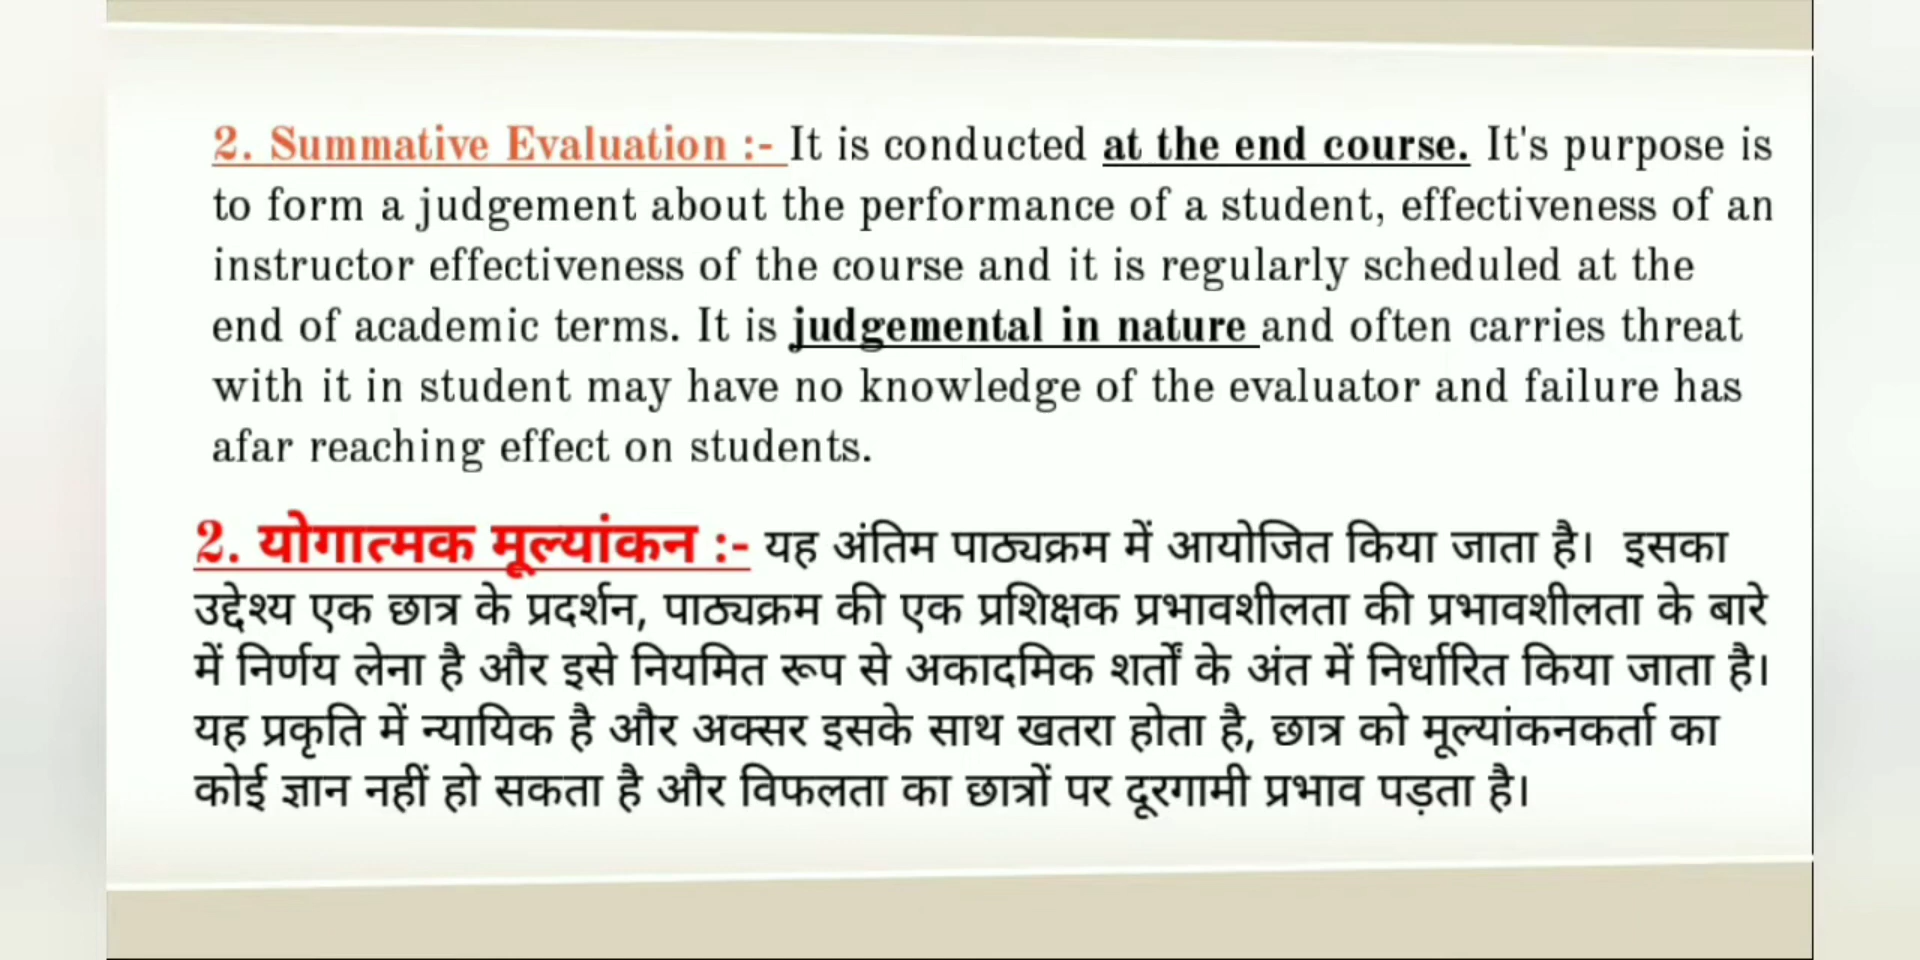 2. Summative Evaluation :- It is conducted at the end course. It's purpose is
to form a judgement about the performance of a student, effectiveness of an
instructor effectiveness of the course and it is regularly scheduled at the
end of academic terms. It is judgemental in nature and often carries threat
with it in student may have no knowledge of the evaluator and failure has
afar reaching effect on students.
2. योगात्मक मूल्यांकन :- यह अंतिम पाठ्यक्रम में आयोजित किया जाता है। इसका
उद्देश्य एक छात्र के प्रदर्शन, पाठ्यक्रम की एक प्रशिक्षक प्रभावशीलता की प्रभावशीलता के बारे
में निर्णय लेना है और इसे नियमित रूप से अकादमिक शर्तों के अंत में निर्धारित किया जाता है।
यह प्रकृति में न्यायिक है और अक्सर इसके साथ खतरा होता है, छात्र को मूल्यांकनकर्ता का
कोई ज्ञान नहीं हो सकता है और विफलता का छात्रों पर दूरगामी प्रभाव पड़ता है।